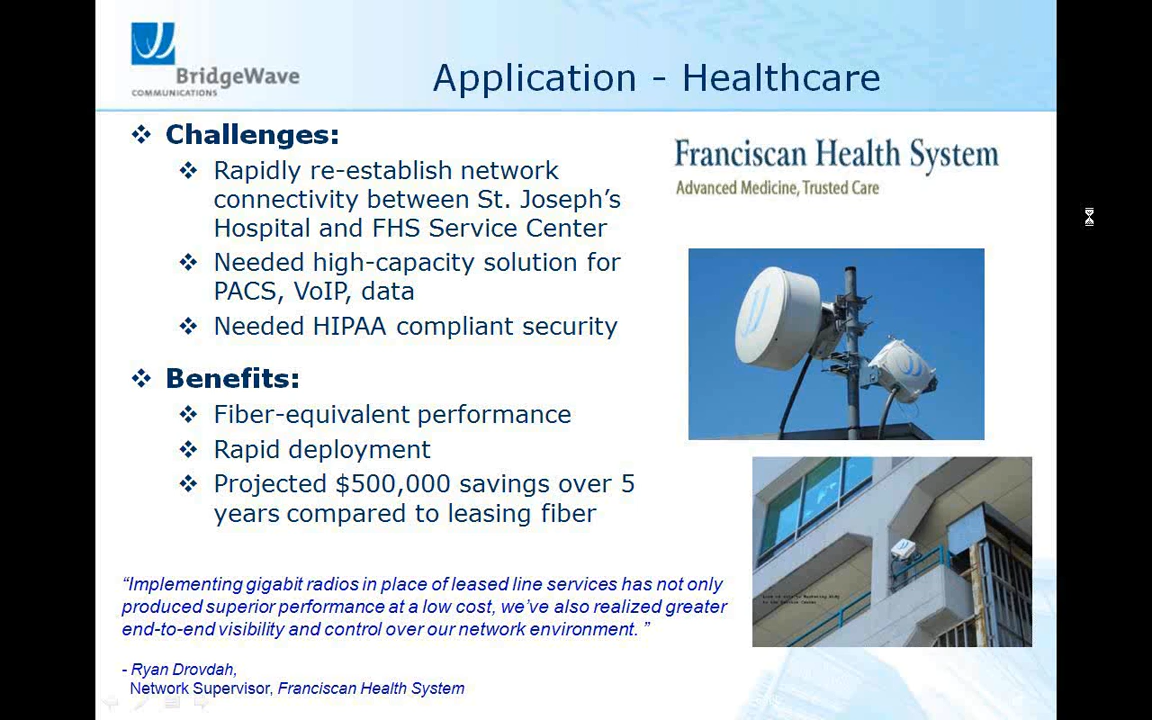 BridgeWave
COMMUNICATIONS
Application - Healthcare
Challenges:
Rapidly re-establish network
connectivity between St. Joseph’s
Hospital and FHS Service Center
Needed high-capacity solution for
PACS, VoIP, data
Needed HIPAA compliant security
Benefits:
Fiber-equivalent performance
Rapid deployment
Projected $500,000 savings over 5
years compared to leasing fiber
“Implementing gigabit radios in place of leased line services has not only
produced superior performance at a low cost, we’ve also realized greater
end-to-end visibility and control over our network environment. ”
- Ryan Drovdah,
Network Supervisor, Franciscan Health System
Franciscan Health System
Advanced Medicine, Trusted Care